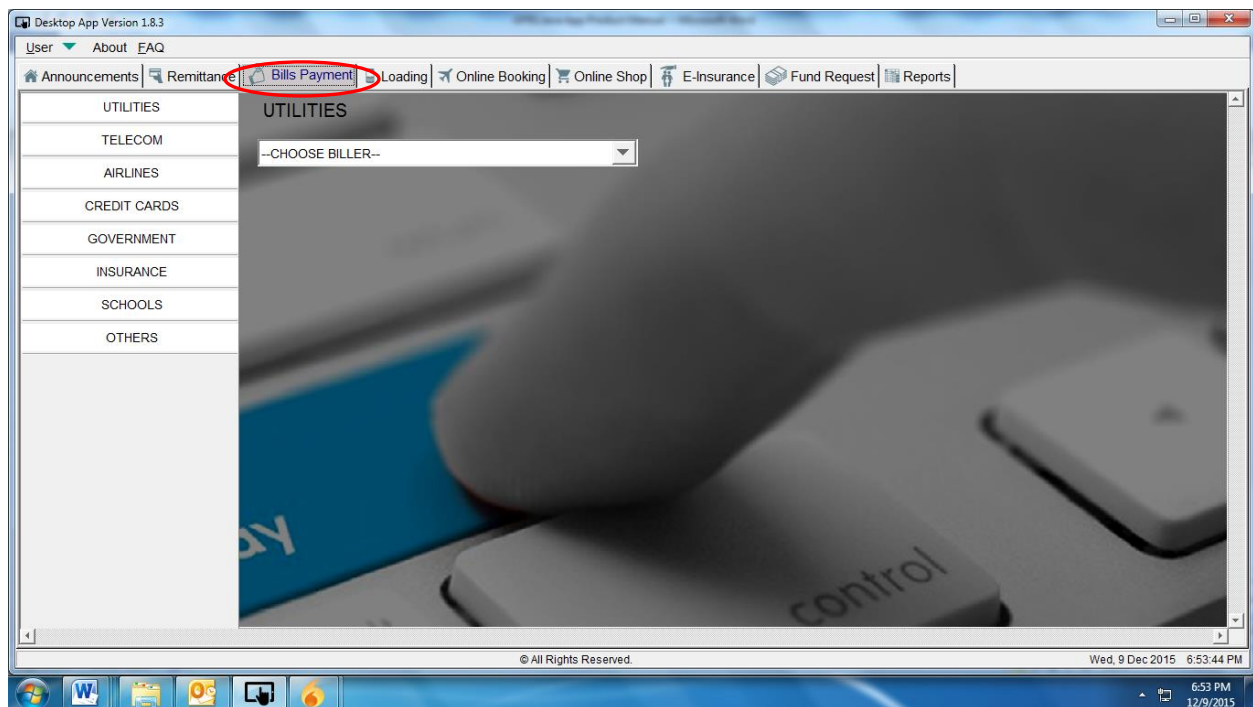 Desktop App Version 1.8.3
User About FAQ
Announcements Remittance Bills Payment Loading Online Booking Online Shop E-Insurance Fund Request Reports
UTILITIES
TELECOM
AIRLINES
CREDIT CARDS
GOVERNMENT
INSURANCE
SCHOOLS
OTHERS
UTILITIES
--CHOOSE BILLER--
ay
control
© All Rights Reserved.
Wed, 9 Dec 2015 6:53:44 PM
6:53 PM
12/9/2015